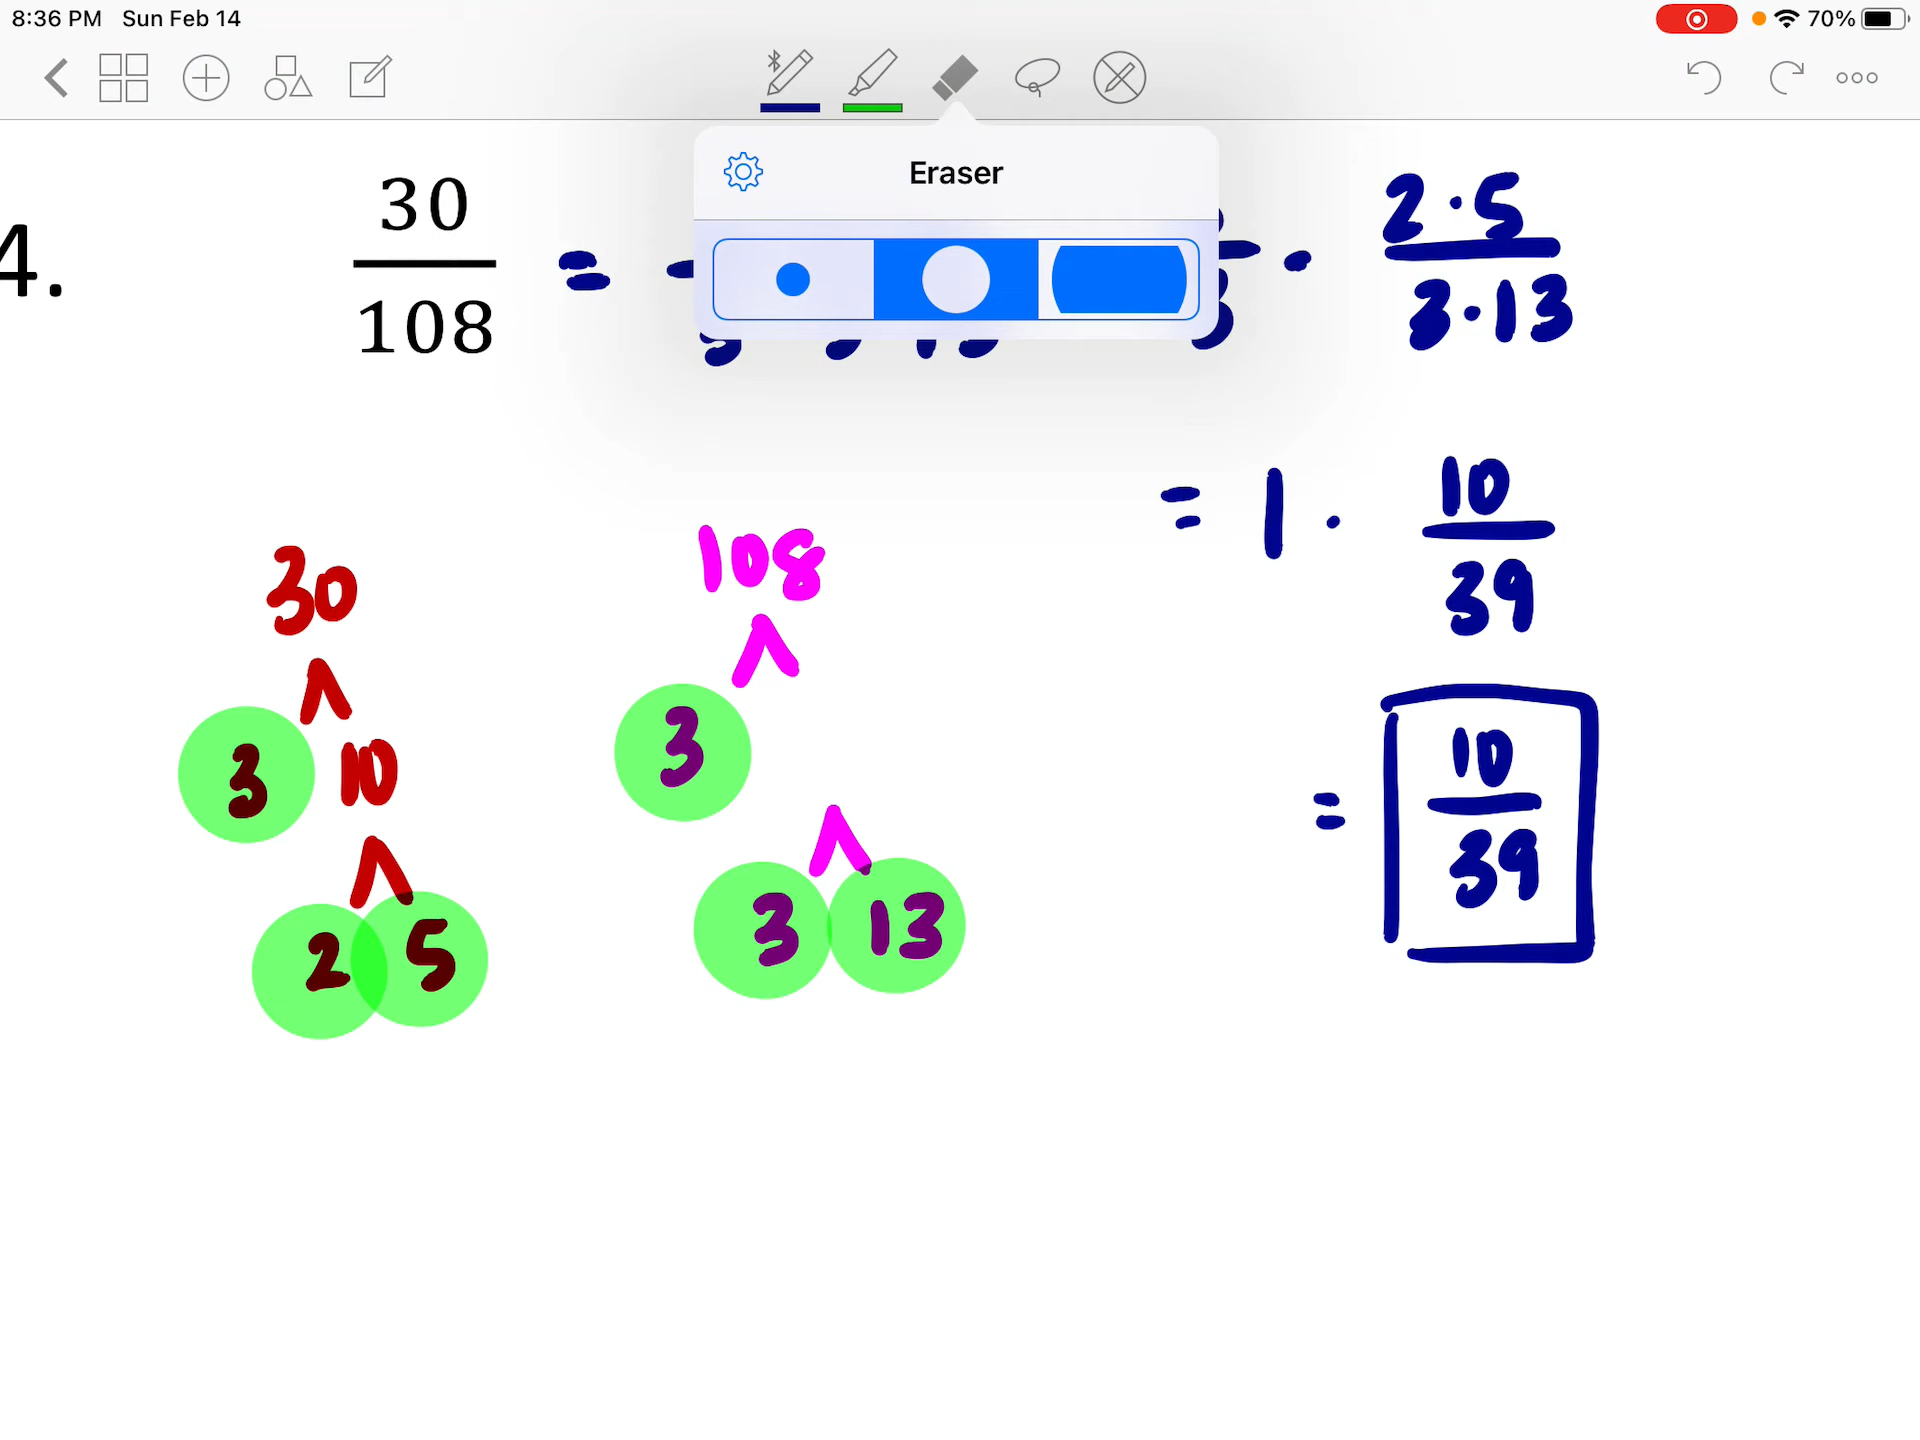 8:36 PM Sun Feb 14 70%
Eraser
4. 30/108 = · 2·5/3·13
= 1 · 10/39
30
108
3 10
3
2 5
3 13
= 10/39